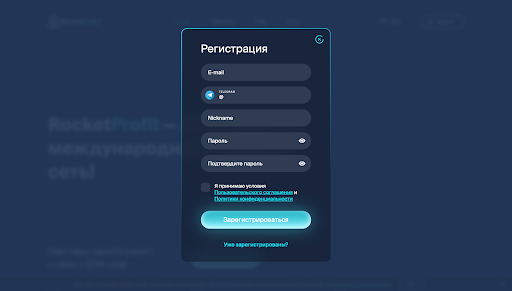 Регистрация
E-mail
TELEGRAM
@
Nickname
Пароль
Подтвердите пароль
Я принимаю условия
Пользовательского соглашения и
Политики конфиденциальности
Зарегистрироваться
Уже зарегистрированы?
RocketProfit –
международн
сеть!